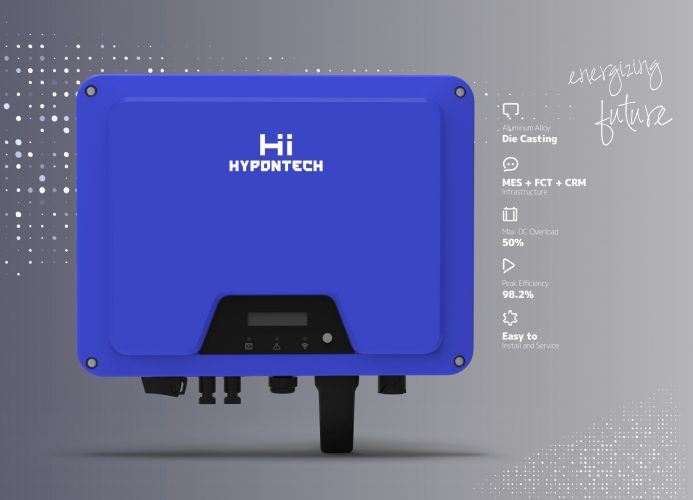 energizing
future
Hi
HYPONTECH
Aluminum Alloy
Die Casting
MES + FCT + CRM
Infrastructure
Max. DC Overload
50%
Peak Efficiency
98.2%
Easy to
Install and Service